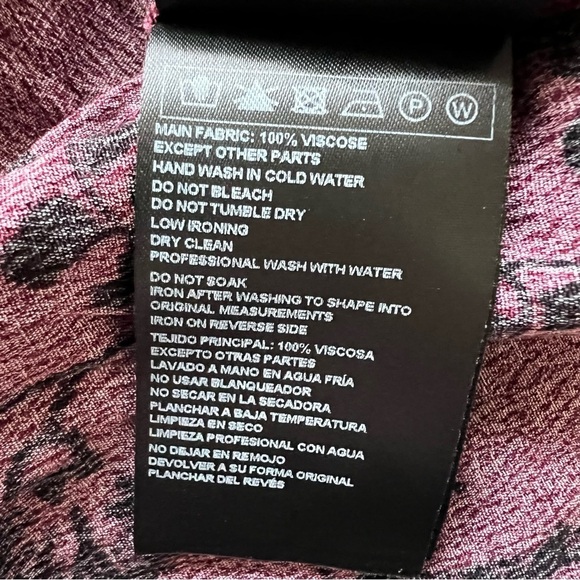 P W
MAIN FABRIC: 100% VISCOSE
EXCEPT OTHER PARTS
HAND WASH IN COLD WATER
DO NOT BLEACH
DO NOT TUMBLE DRY
LOW IRONING
DRY CLEAN
PROFESSIONAL WASH WITH WATER
DO NOT SOAK
IRON AFTER WASHING TO SHAPE INTO
ORIGINAL MEASUREMENTS
IRON ON REVERSE SIDE
TEJIDO PRINCIPAL: 100% VISCOSA
EXCEPTO OTRAS PARTES
LAVADO A MANO EN AGUA FRÍA
NO USAR BLANQUEADOR
NO SECAR EN LA SECADORA
PLANCHAR A BAJA TEMPERATURA
LIMPIEZA EN SECO
LIMPIEZA PROFESIONAL CON AGUA
NO DEJAR EN REMOJO
DEVOLVER A SU FORMA ORIGINAL
PLANCHAR DEL REVÉS